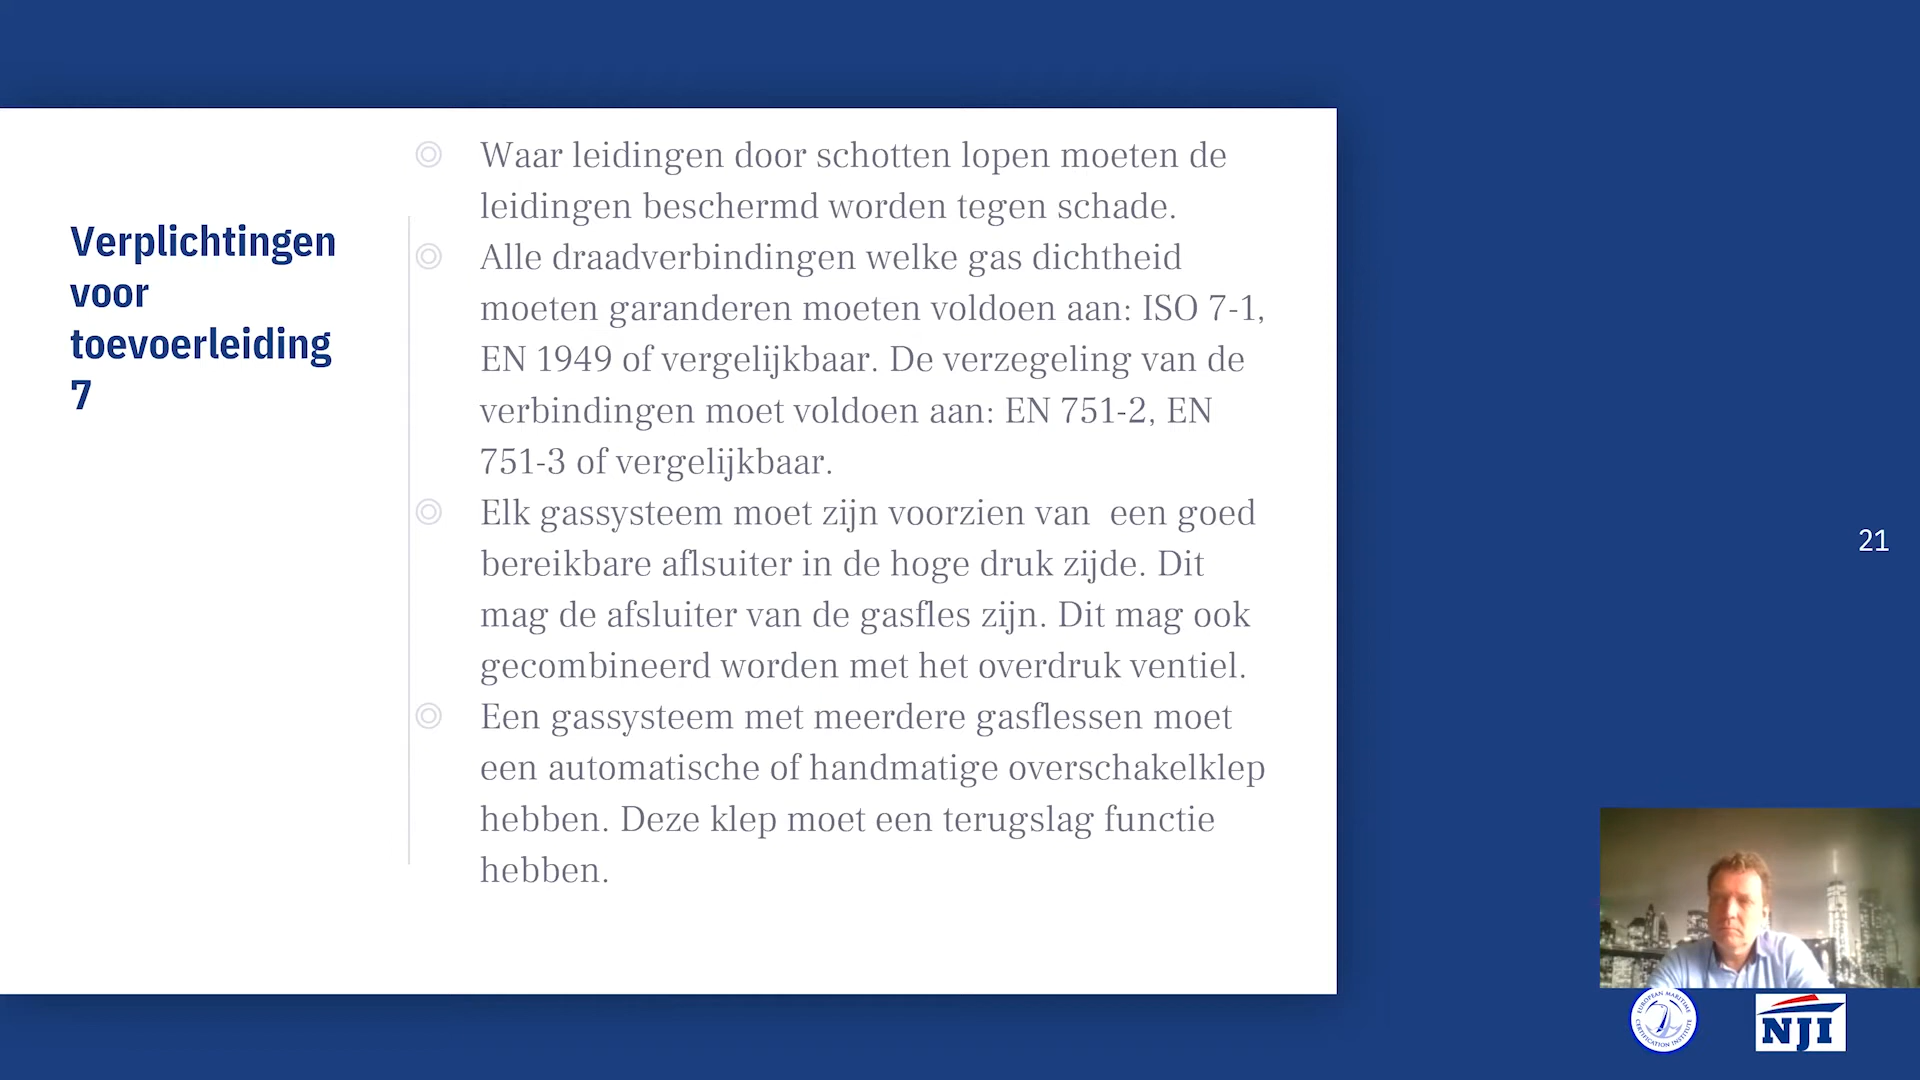 Verplichtingen
voor
toevoerleiding
7
Waar leidingen door schotten lopen moeten de
leidingen beschermd worden tegen schade.
Alle draadverbindingen welke gas dichtheid
moeten garanderen moeten voldoen aan: ISO 7-1,
EN 1949 of vergelijkbaar. De verzegeling van de
verbindingen moet voldoen aan: EN 751-2, EN
751-3 of vergelijkbaar.
Elk gassysteem moet zijn voorzien van  een goed
bereikbare aflsuiter in de hoge druk zijde. Dit
mag de afsluiter van de gasfles zijn. Dit mag ook
gecombineerd worden met het overdruk ventiel.
Een gassysteem met meerdere gasflessen moet
een automatische of handmatige overschakelklep
hebben. Deze klep moet een terugslag functie
hebben.
21
EUROPEAN MARITIME
CERTIFICATION INSTITUTE
NJI